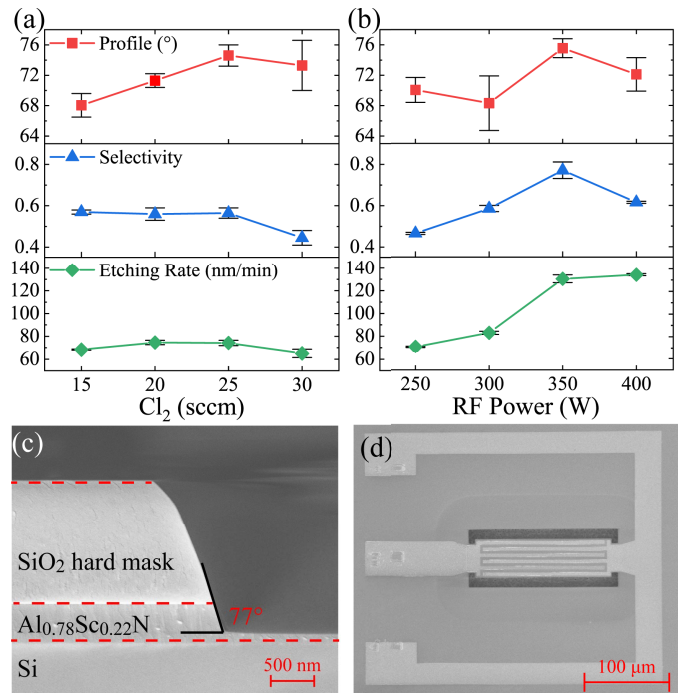 (a)
(b)
76
72
68
64
Profile (°)
76
72
68
64
0.8
0.6
0.4
Selectivity
0.8
0.6
0.4
140
120
100
80
60
Etching Rate (nm/min)
140
120
100
80
60
15 20 25 30
Cl₂ (sccm)
250 300 350 400
RF Power (W)
(c)
SiO₂ hard mask
77°
Al₀.₇₈Sc₀.₂₂N
Si
500 nm
(d)
100 μm